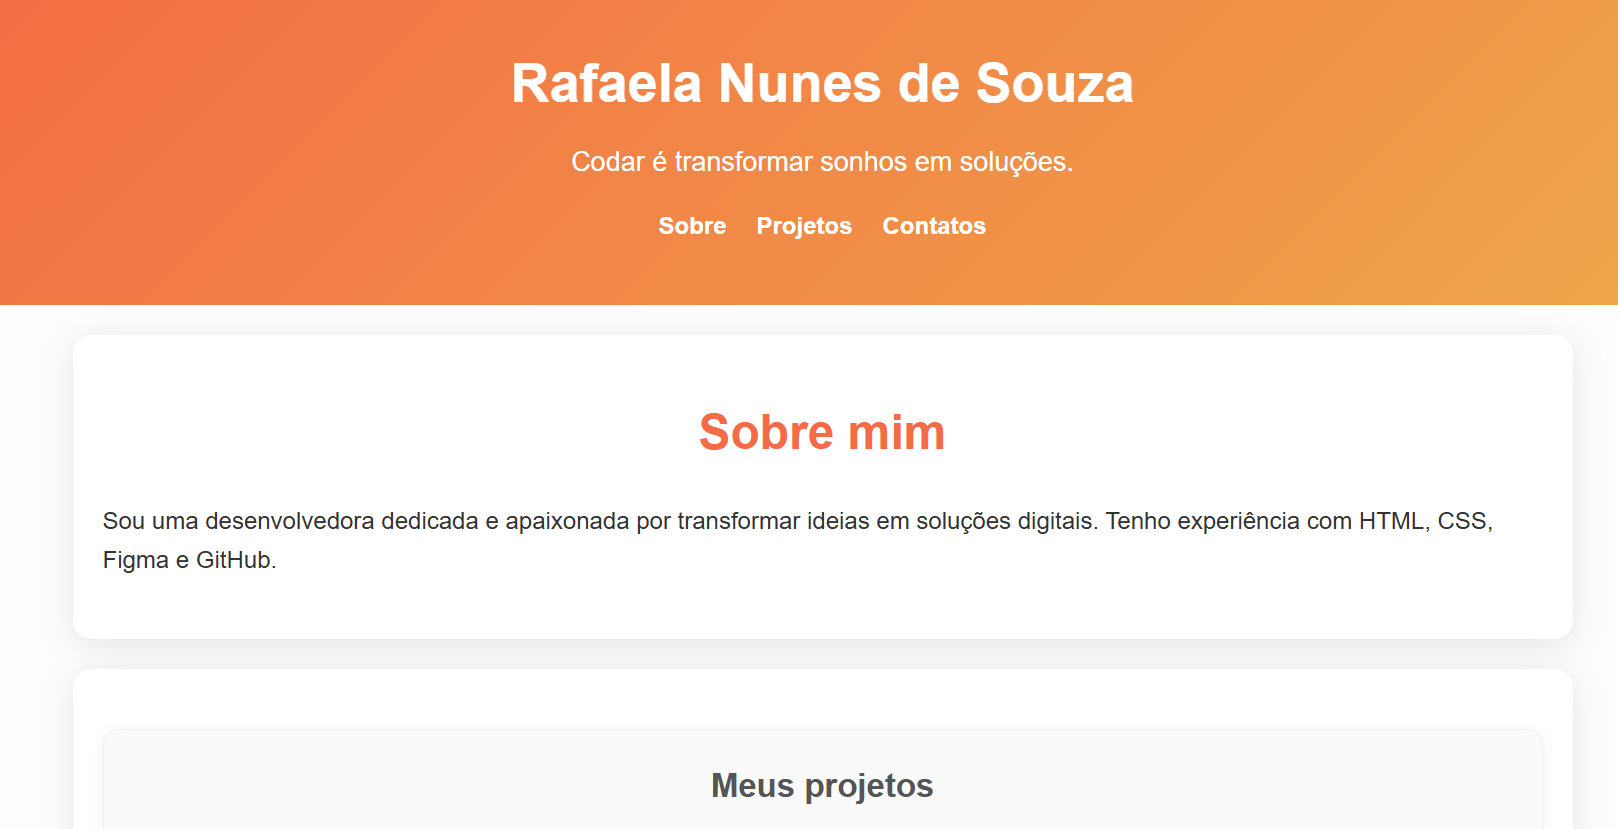 Rafaela Nunes de Souza
Codar é transformar sonhos em soluções.
Sobre Projetos Contatos
Sobre mim
Sou uma desenvolvedora dedicada e apaixonada por transformar ideias em soluções digitais. Tenho experiência com HTML, CSS,
Figma e GitHub.
Meus projetos